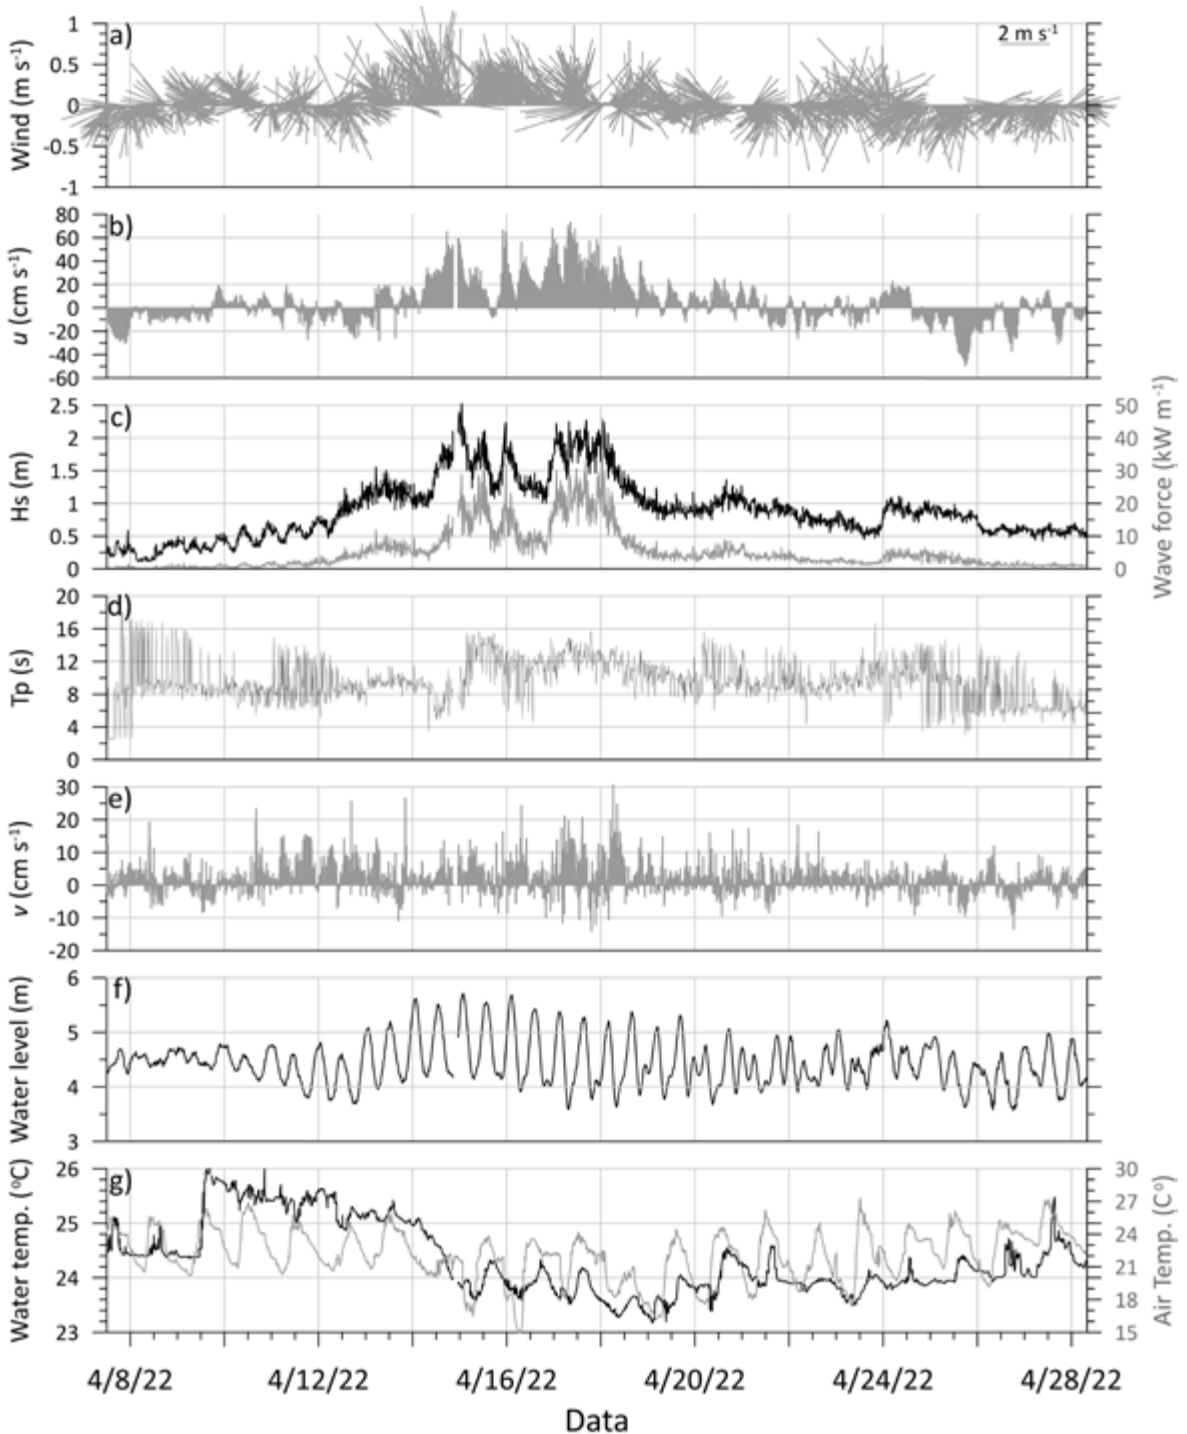 a)
2 m s⁻¹
Wind (m s⁻¹)
1
0.5
0
-0.5
-1
b)
u (cm s⁻¹)
80
60
40
20
0
-20
-40
-60
c)
Hs (m)
2.5
2
1.5
1
0.5
0
50
40
30
20
10
0
Wave force (kW m⁻¹)
d)
Tp (s)
20
16
12
8
4
0
e)
v (cm s⁻¹)
30
20
10
0
-10
-20
f)
Water level (m)
6
5
4
3
g)
Water temp. (ºC)
26
25
24
23
30
27
24
21
18
15
Air Temp. (Cº)
4/8/22 4/12/22 4/16/22 4/20/22 4/24/22 4/28/22
Data